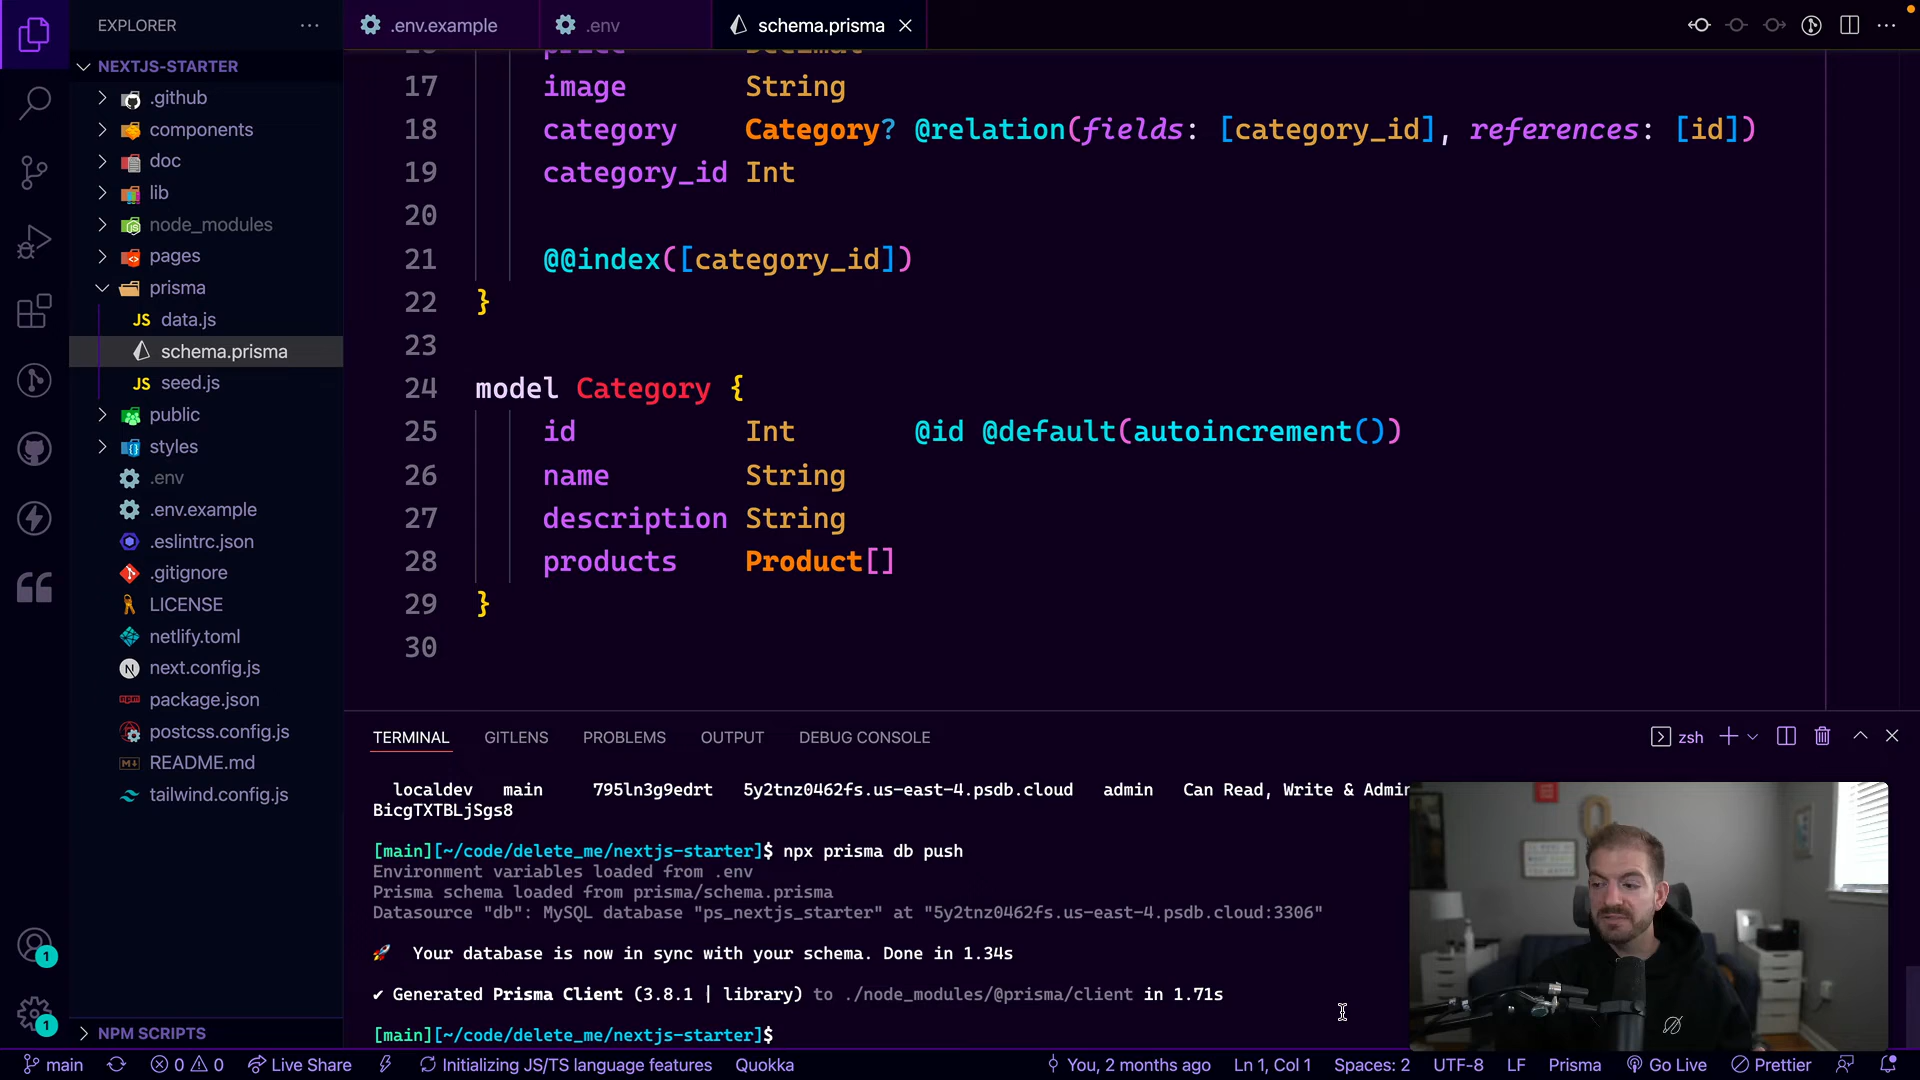 EXPLORER
.env.example
.env
schema.prisma
NEXTJS-STARTER
.github
components
doc
lib
node_modules
pages
prisma
data.js
schema.prisma
seed.js
public
styles
.env
.env.example
.eslintrc.json
.gitignore
LICENSE
netlify.toml
next.config.js
package.json
postcss.config.js
README.md
tailwind.config.js
NPM SCRIPTS
17 image String
18 category Category? @relation(fields: [category_id], references: [id])
19 category_id Int
20
21 @@index([category_id])
22 }
23
24 model Category {
25 id Int @id @default(autoincrement())
26 name String
27 description String
28 products Product[]
29 }
30
TERMINAL GITLENS PROBLEMS OUTPUT DEBUG CONSOLE
zsh
localdev main 795ln3g9edrt 5y2tnz0462fs.us-east-4.psdb.cloud admin Can Read, Write & Admin
BicgTXTBLjSgs8
[main][~/code/delete_me/nextjs-starter]$ npx prisma db push
Environment variables loaded from .env
Prisma schema loaded from prisma/schema.prisma
Datasource "db": MySQL database "ps_nextjs_starter" at "5y2tnz0462fs.us-east-4.psdb.cloud:3306"
🚀 Your database is now in sync with your schema. Done in 1.34s
✔ Generated Prisma Client (3.8.1 | library) to ./node_modules/@prisma/client in 1.71s
[main][~/code/delete_me/nextjs-starter]$
1
1
main 0 0 Live Share Initializing JS/TS language features Quokka You, 2 months ago Ln 1, Col 1 Spaces: 2 UTF-8 LF Prisma Go Live Prettier